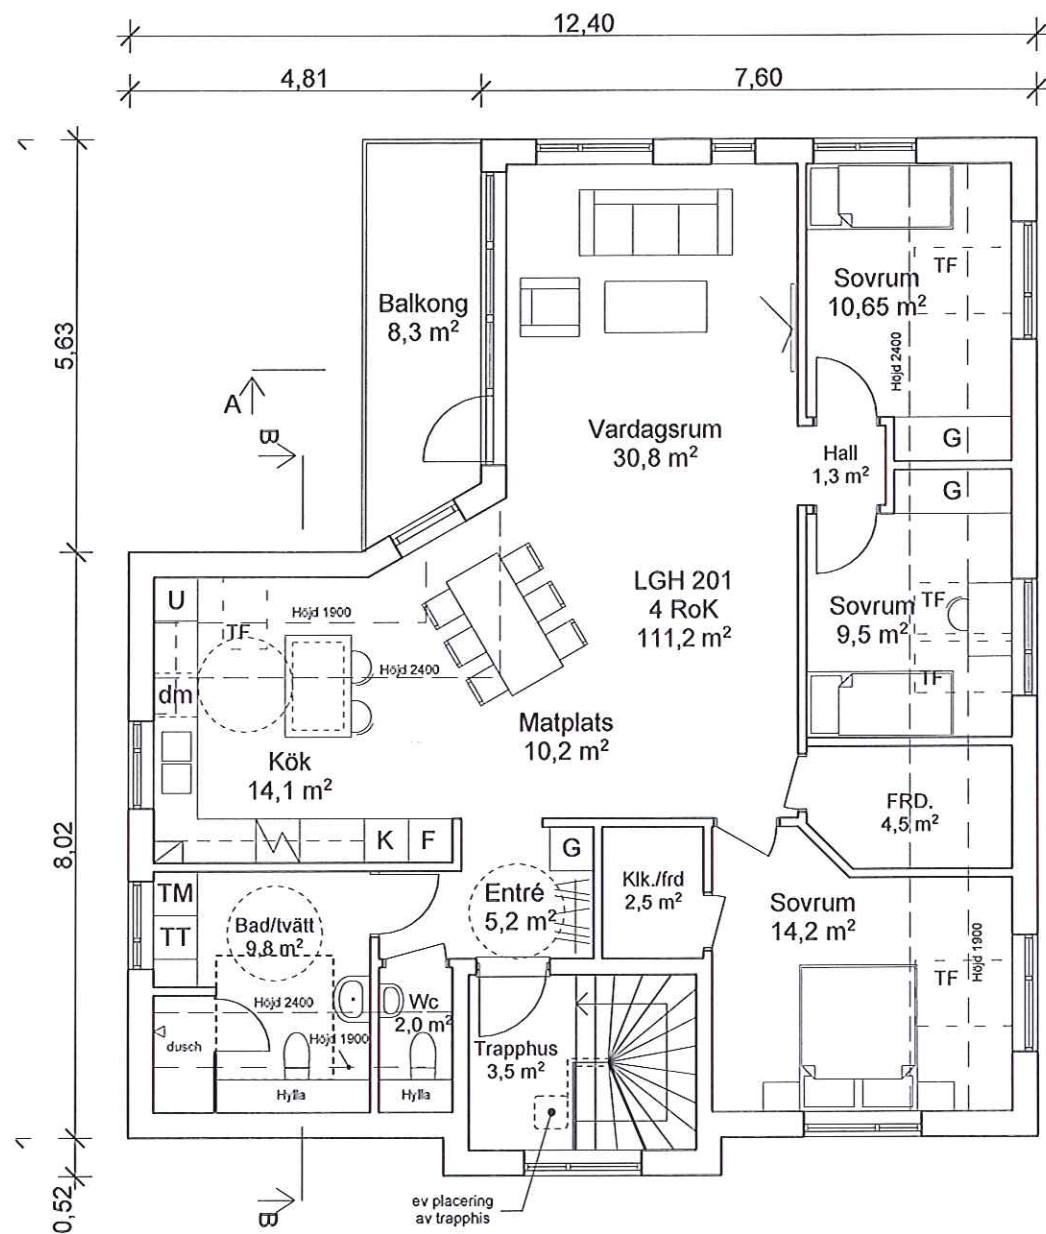 12,40
4,81
7,60
5,63
8,02
0,52
Balkong
8,3 m²
A
B
Vardagsrum
30,8 m²
Sovrum
10,65 m²
TF
Höjd 2400
G
Hall
1,3 m²
G
LGH 201
4 RoK
111,2 m²
Sovrum
9,5 m²
TF
TF
U
TF
Höjd 1900
Höjd 2400
dm
Kök
14,1 m²
Matplats
10,2 m²
K
F
G
FRD.
4,5 m²
TM
TT
Bad/tvätt
9,8 m²
Höjd 2400
Höjd 1900
dusch
Hylla
Wc
2,0 m²
Hylla
Entré
5,2 m²
Klk./frd
2,5 m²
Sovrum
14,2 m²
TF
Höjd 1900
Trapphus
3,5 m²
ev placering
av trapphis
B